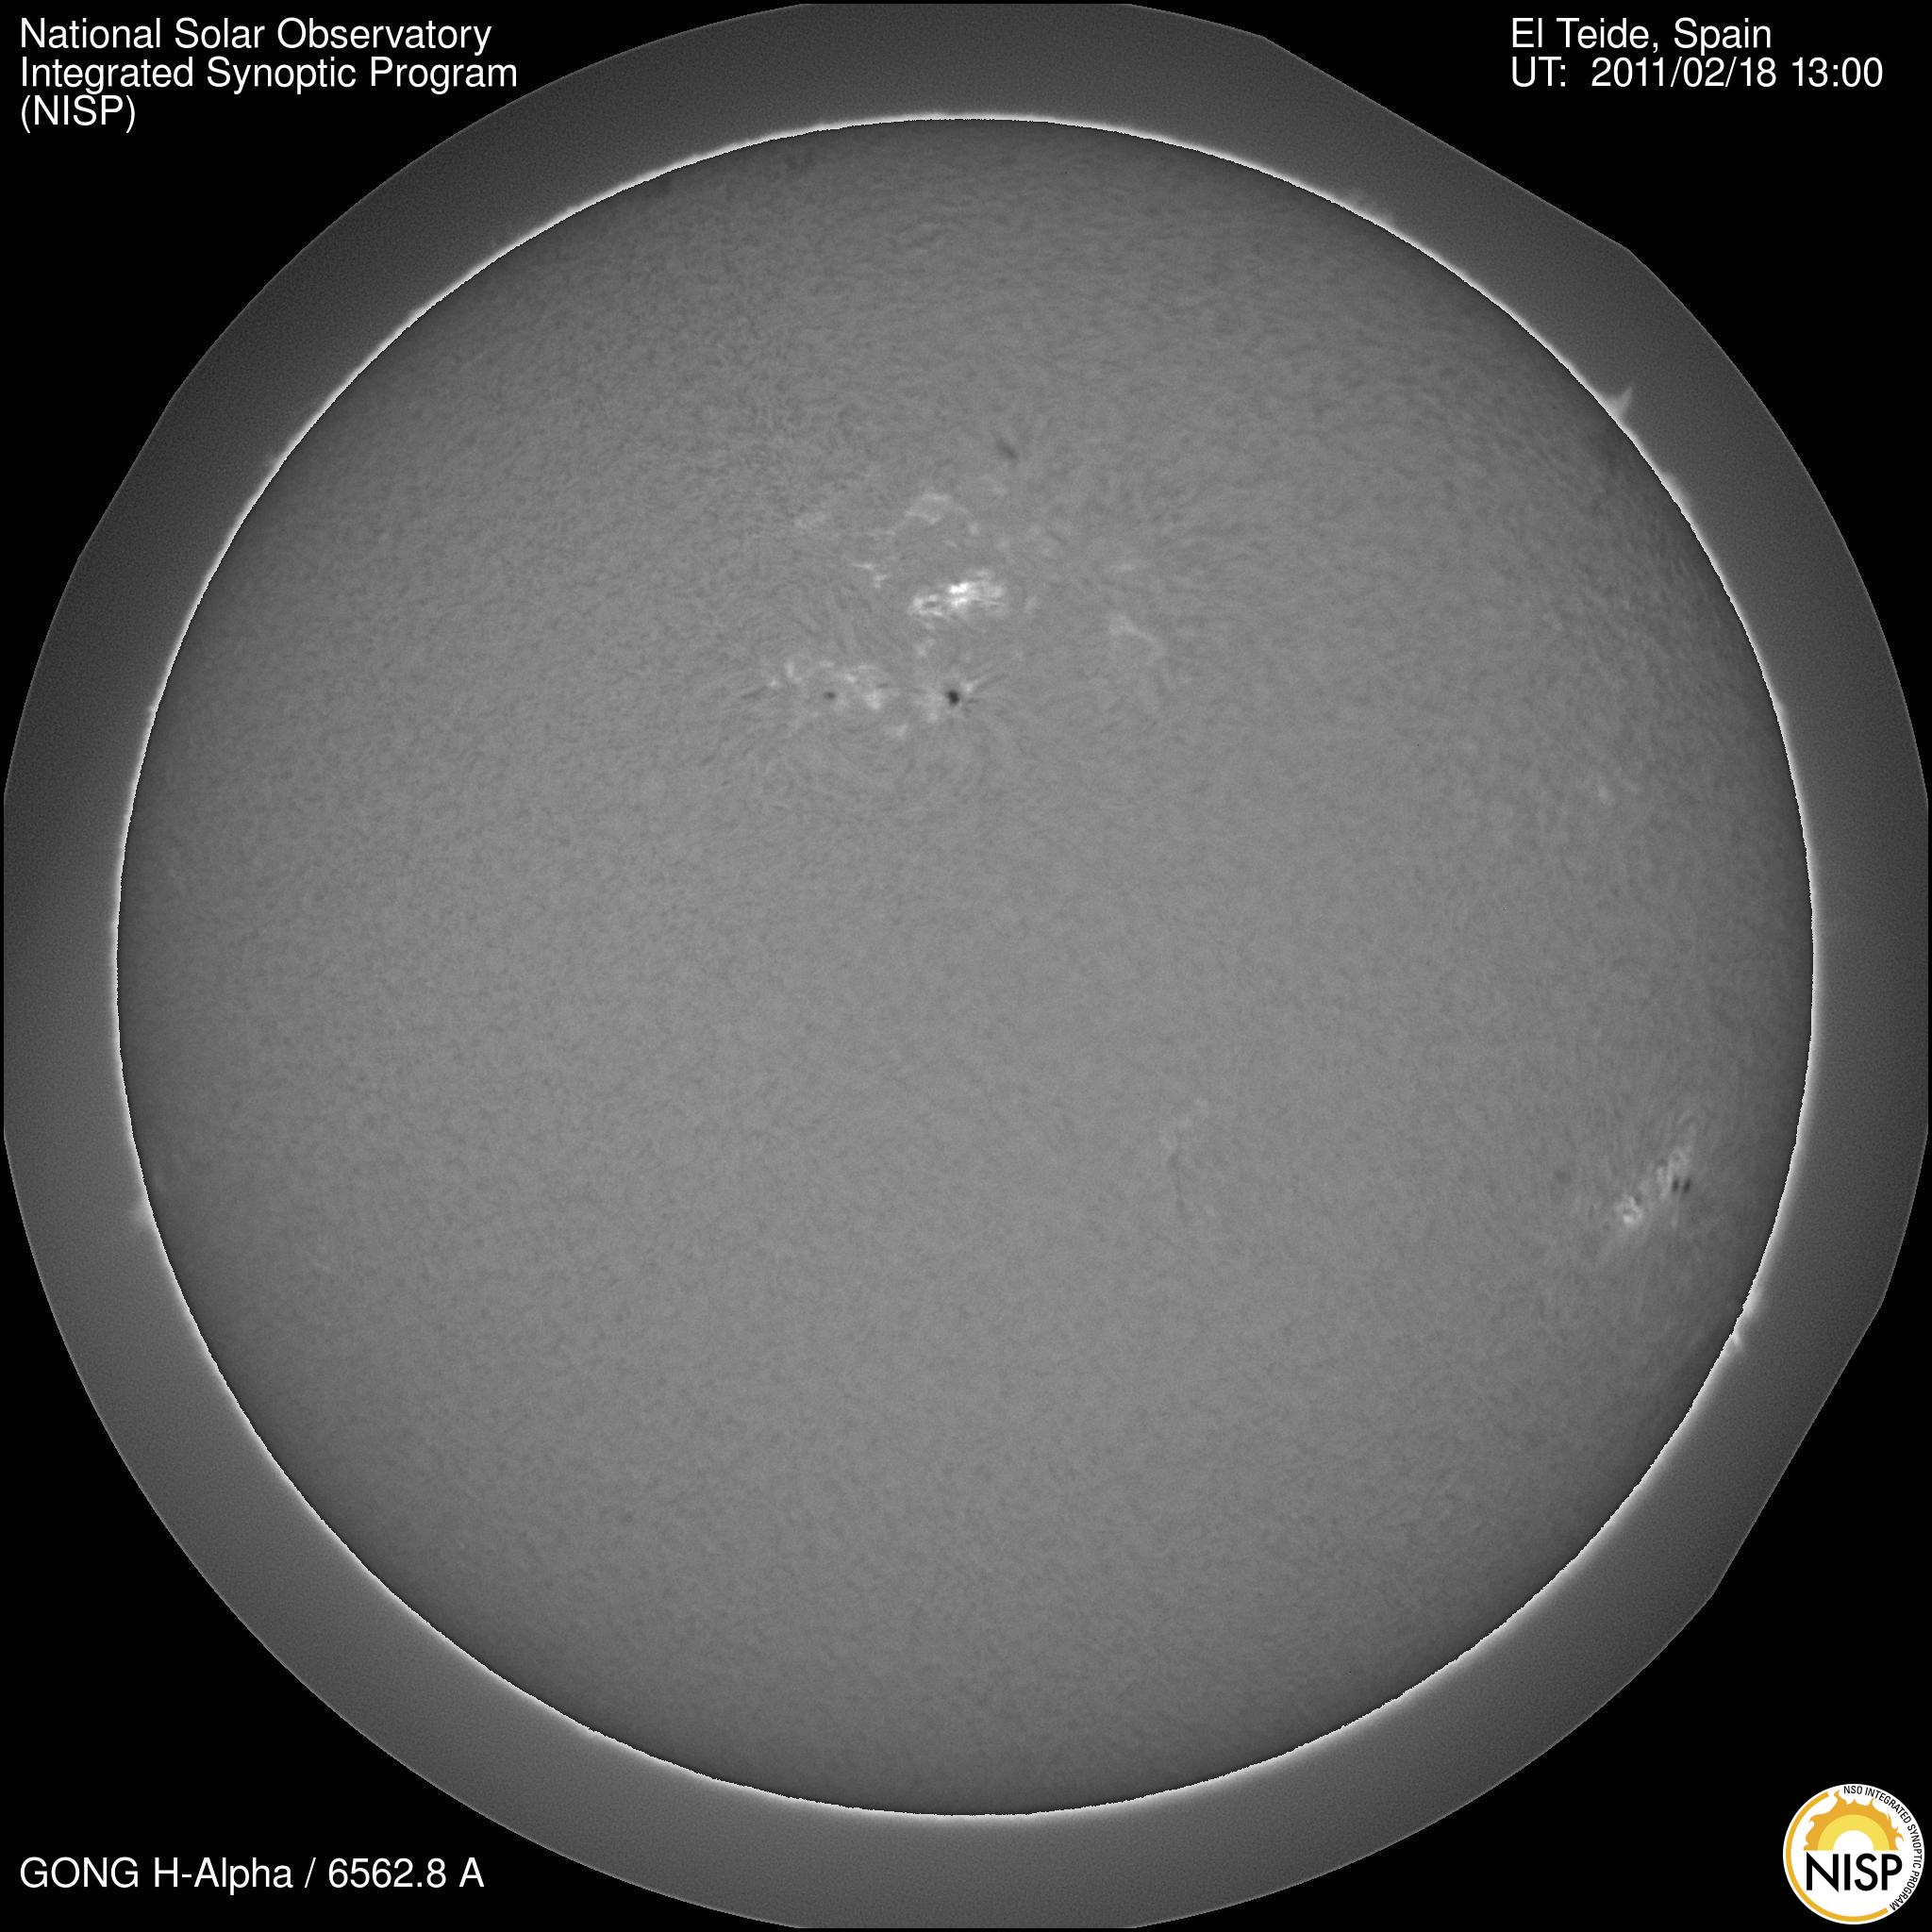 National Solar Observatory
Integrated Synoptic Program
(NISP)
El Teide, Spain
UT: 2011/02/18 13:00
GONG H-Alpha / 6562.8 A
NSO INTEGRATED SYNOPTIC PROGRAM
NISP